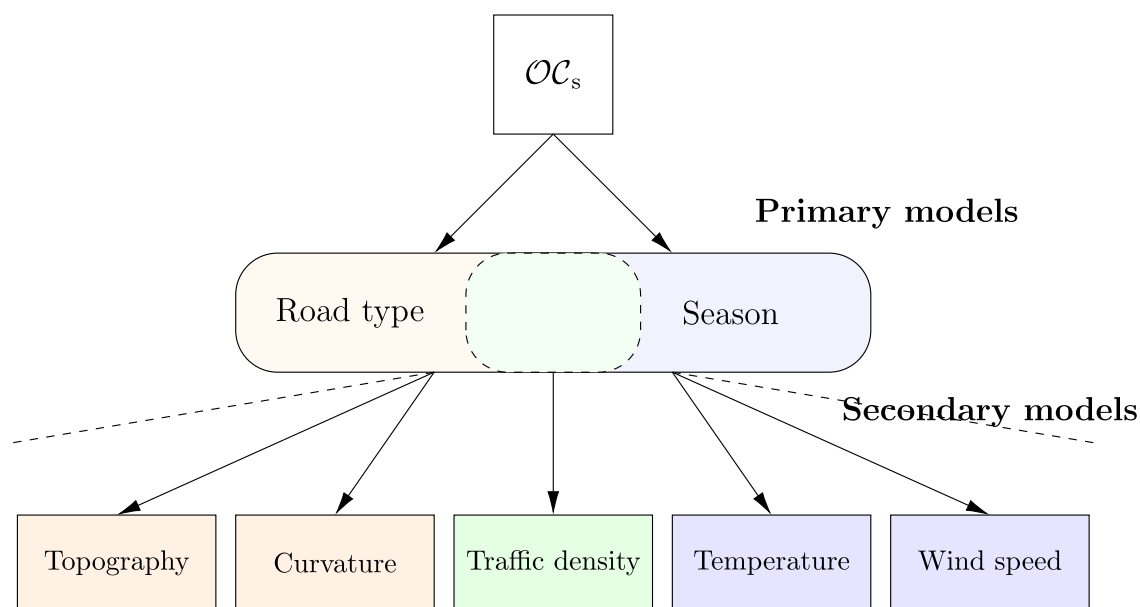 𝒪𝒞s
Primary models
Road type
Season
Secondary models
Topography
Curvature
Traffic density
Temperature
Wind speed